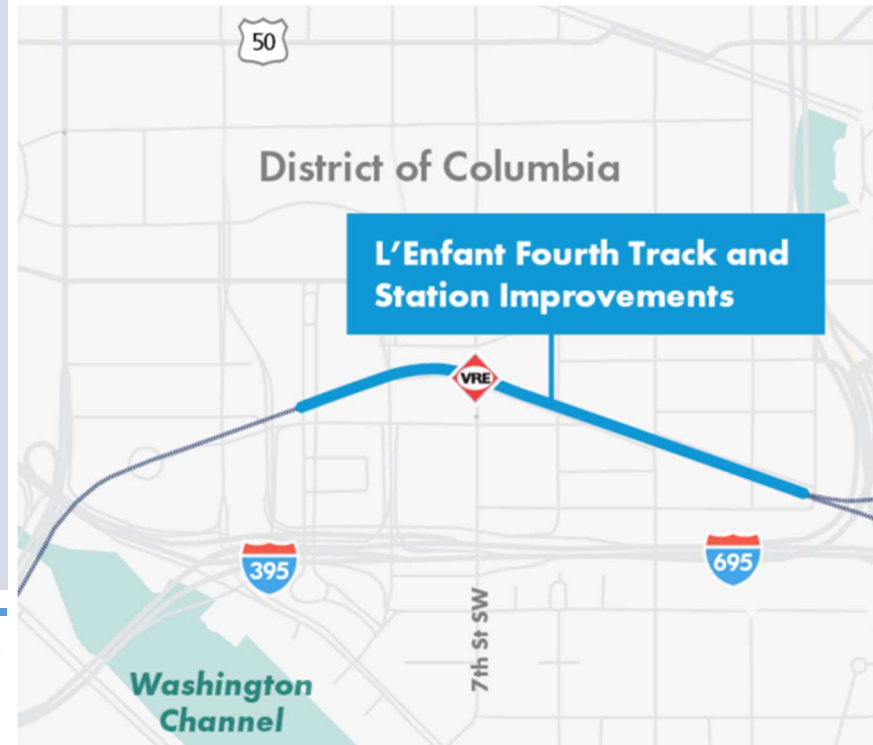 50
District of Columbia
L’Enfant Fourth Track and
Station Improvements
VRE
395
695
7th St SW
Washington
Channel